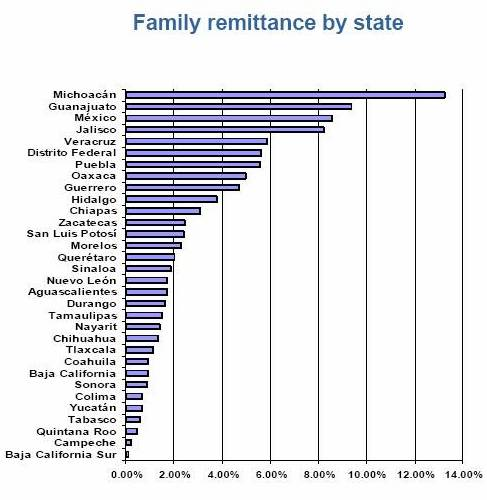 Family remittance by state
Michoacán
Guanajuato
México
Jalisco
Veracruz
Distrito Federal
Puebla
Oaxaca
Guerrero
Hidalgo
Chiapas
Zacatecas
San Luis Potosí
Morelos
Querétaro
Sinaloa
Nuevo León
Aguascalientes
Durango
Tamaulipas
Nayarit
Chihuahua
Tlaxcala
Coahuila
Baja California
Sonora
Colima
Yucatán
Tabasco
Quintana Roo
Campeche
Baja California Sur
0.00% 2.00% 4.00% 6.00% 8.00% 10.00% 12.00% 14.00%